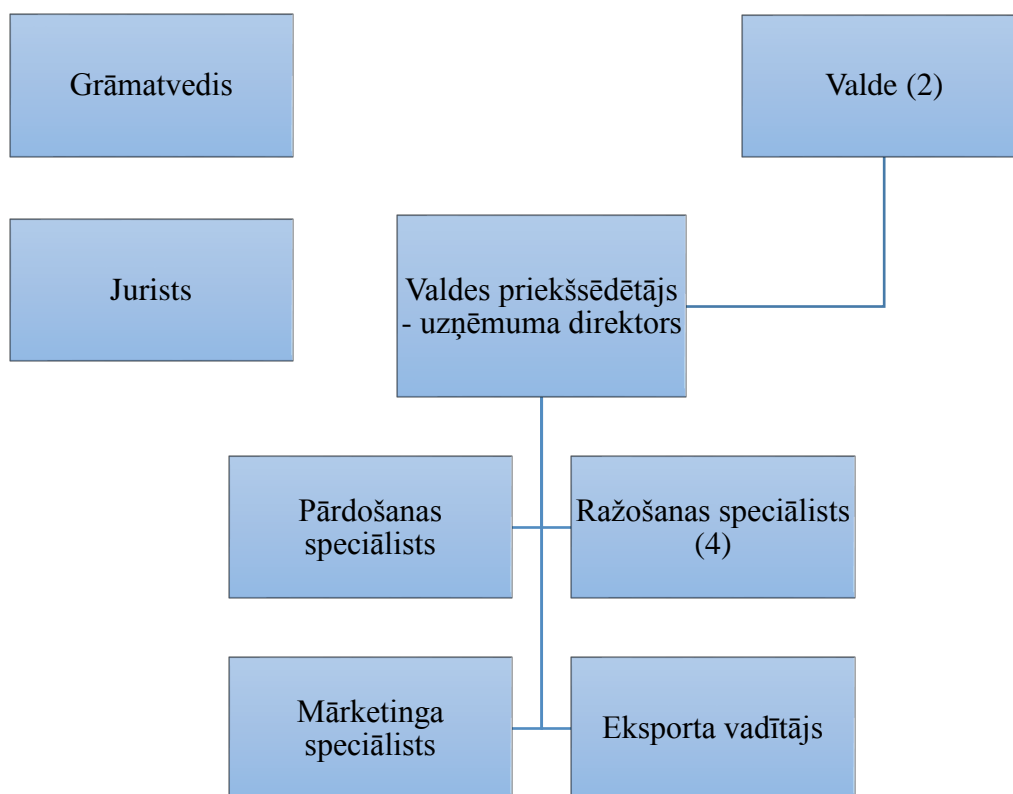 Grāmatvedis
Valde (2)
Jurists
Valdes priekšsēdētājs
- uzņēmuma direktors
Pārdošanas
speciālists
Ražošanas speciālists
(4)
Mārketinga
speciālists
Eksporta vadītājs